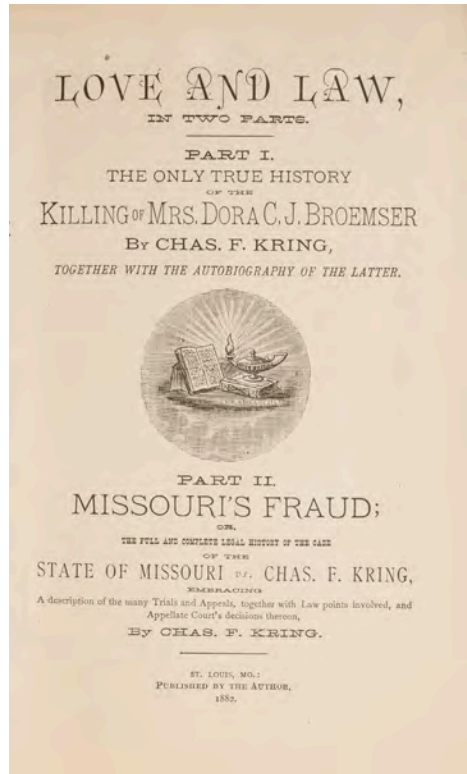 LOVE AND LAW,
IN TWO PARTS.
PART I.
THE ONLY TRUE HISTORY
OF THE
KILLING OF MRS. DORA C. J. BROEMSER
BY CHAS. F. KRING,
TOGETHER WITH THE AUTOBIOGRAPHY OF THE LATTER.
PART II.
MISSOURI'S FRAUD;
OR,
THE FULL AND COMPLETE LEGAL HISTORY OF THE CASE
OF THE
STATE OF MISSOURI vs. CHAS. F. KRING,
EMBRACING
A description of the many Trials and Appeals, together with Law points involved, and
Appellate Court's decisions thereon,
By CHAS. F. KRING.
ST. LOUIS, MO.:
PUBLISHED BY THE AUTHOR,
1882.